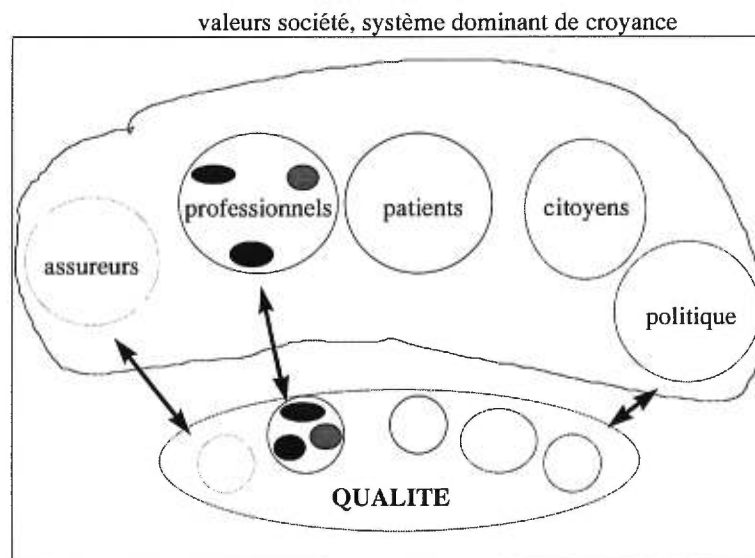 valeurs société, système dominant de croyance
professionnels
patients
citoyens
assureurs
politique
QUALITE